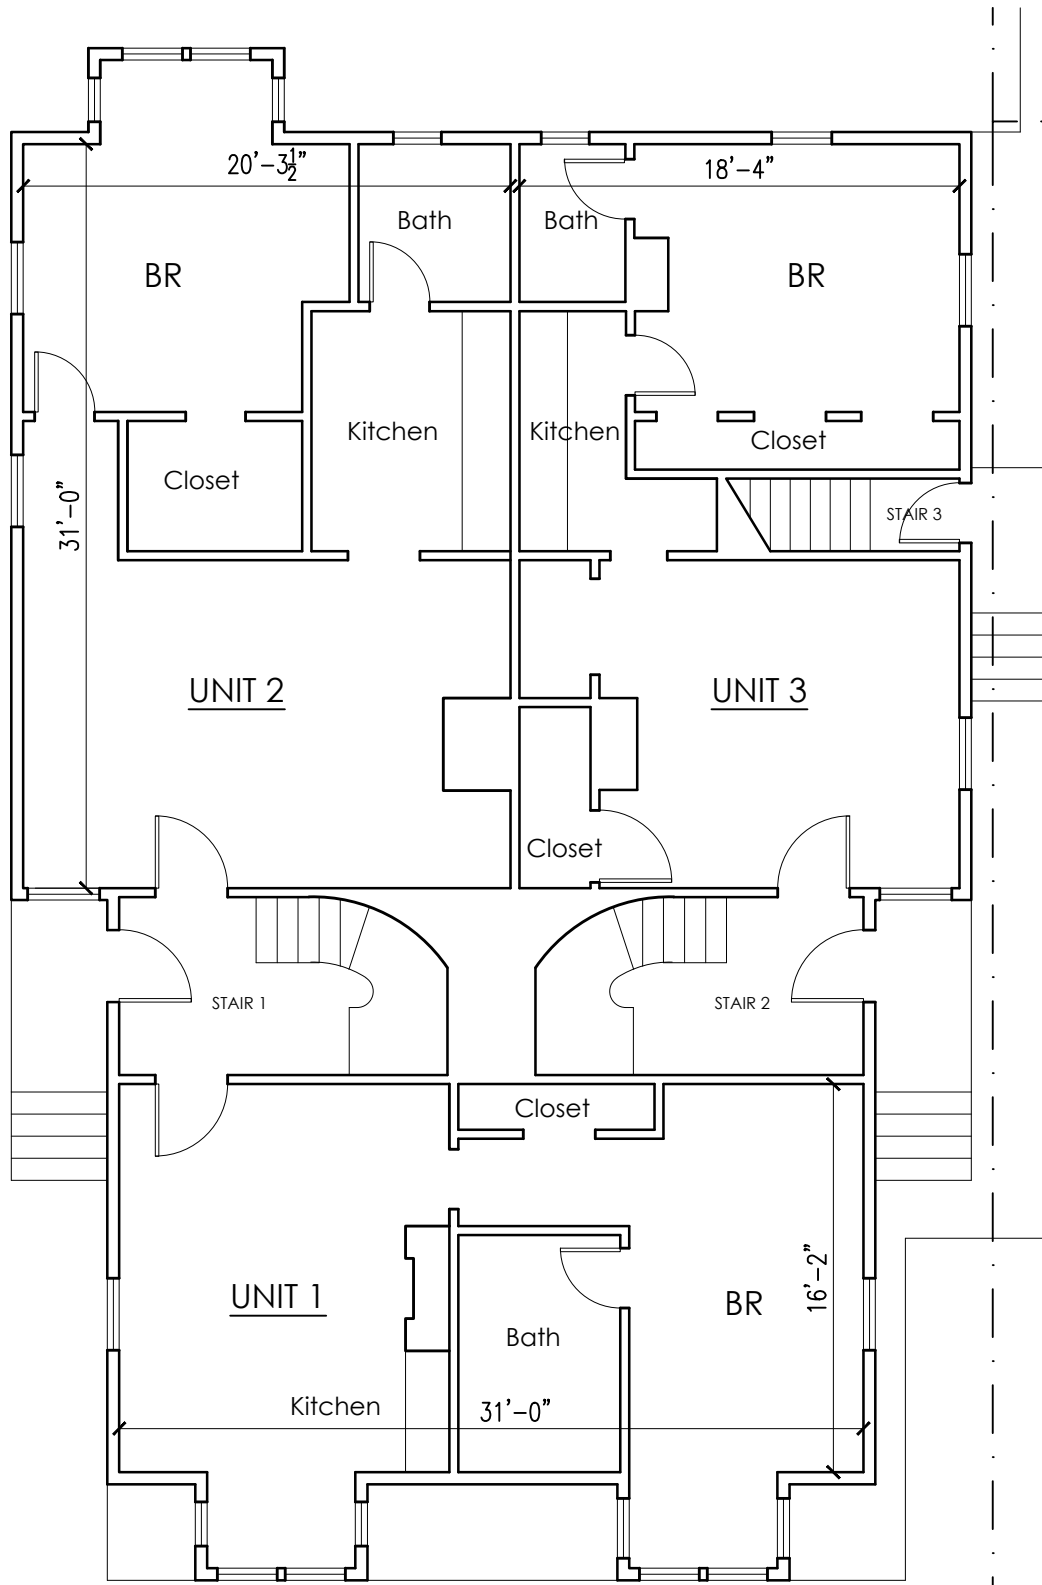 20'-3½"
18'-4"
Bath
Bath
BR
BR
Kitchen
Kitchen
Closet
Closet
31'-0"
STAIR 3
UNIT 2
UNIT 3
Closet
STAIR 1
STAIR 2
Closet
16'-2"
UNIT 1
BR
Bath
Kitchen
31'-0"